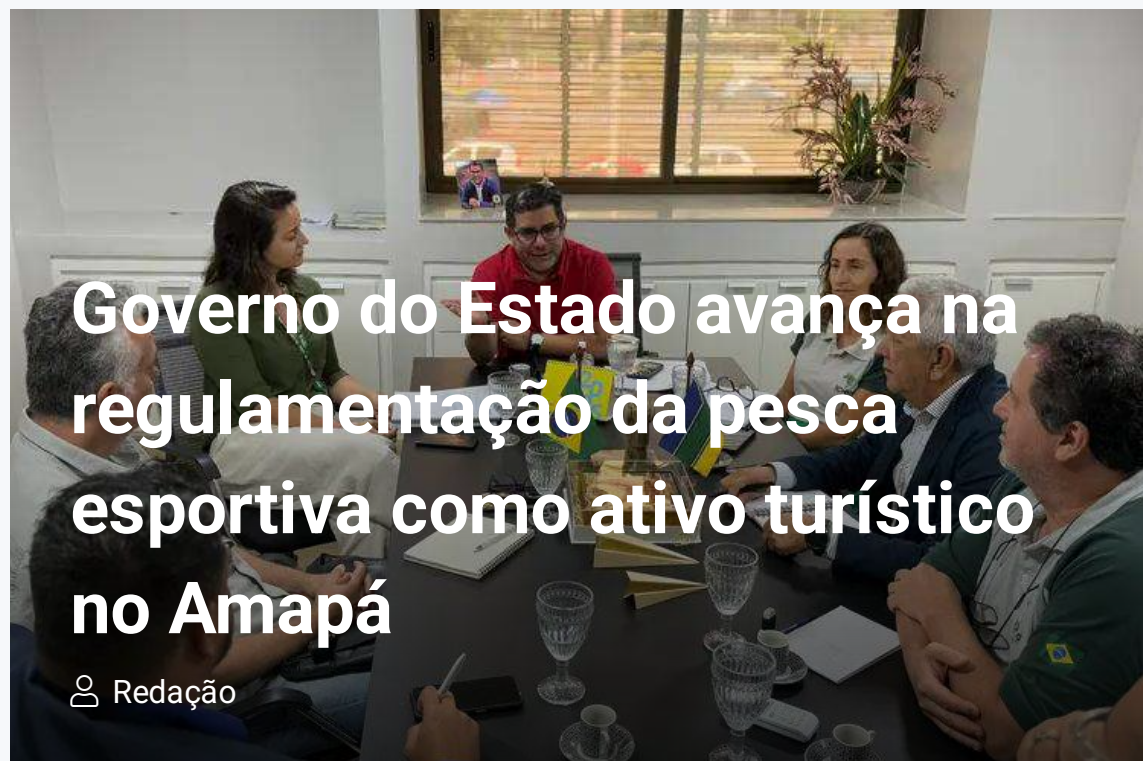 Governo do Estado avança na
regulamentação da pesca
esportiva como ativo turístico
no Amapá
Redação